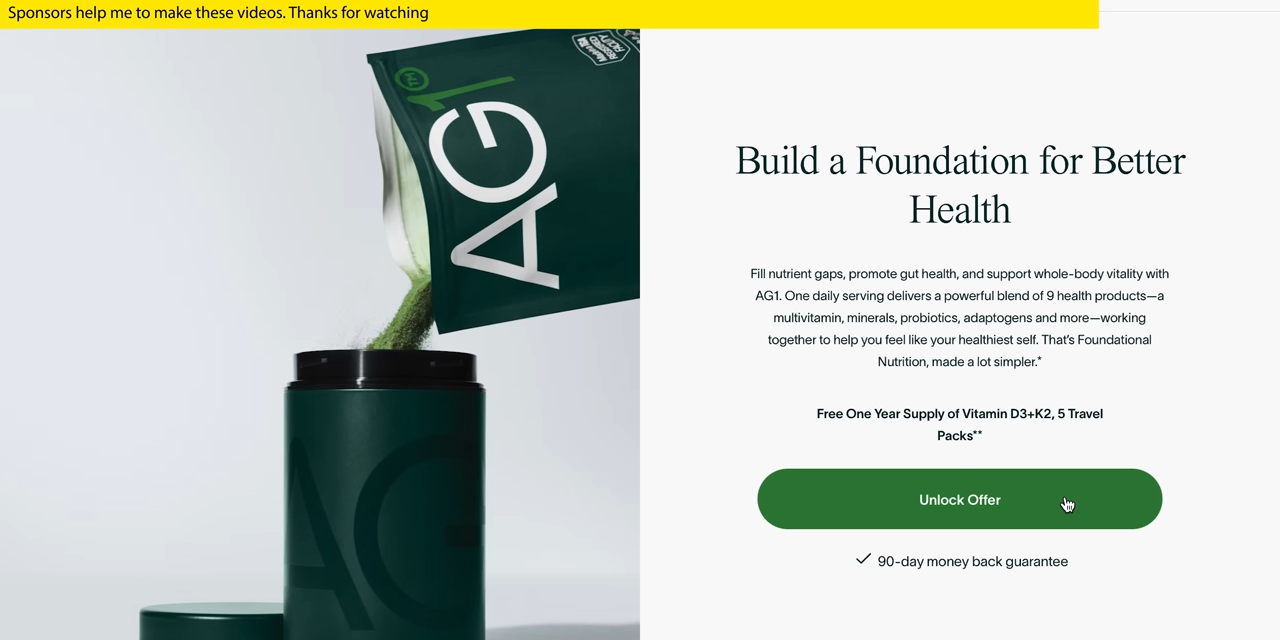 Sponsors help me to make these videos. Thanks for watching
AG1™
AG
Build a Foundation for Better
Health
Fill nutrient gaps, promote gut health, and support whole-body vitality with
AG1. One daily serving delivers a powerful blend of 9 health products—a
multivitamin, minerals, probiotics, adaptogens and more—working
together to help you feel like your healthiest self. That’s Foundational
Nutrition, made a lot simpler.*
Free One Year Supply of Vitamin D3+K2, 5 Travel
Packs**
Unlock Offer
90-day money back guarantee